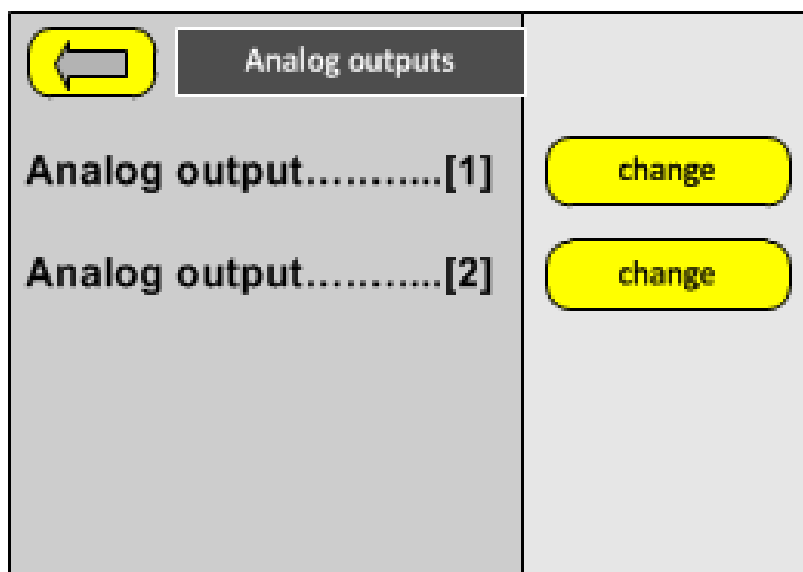 Analog outputs
Analog output...........[1] change
Analog output...........[2] change